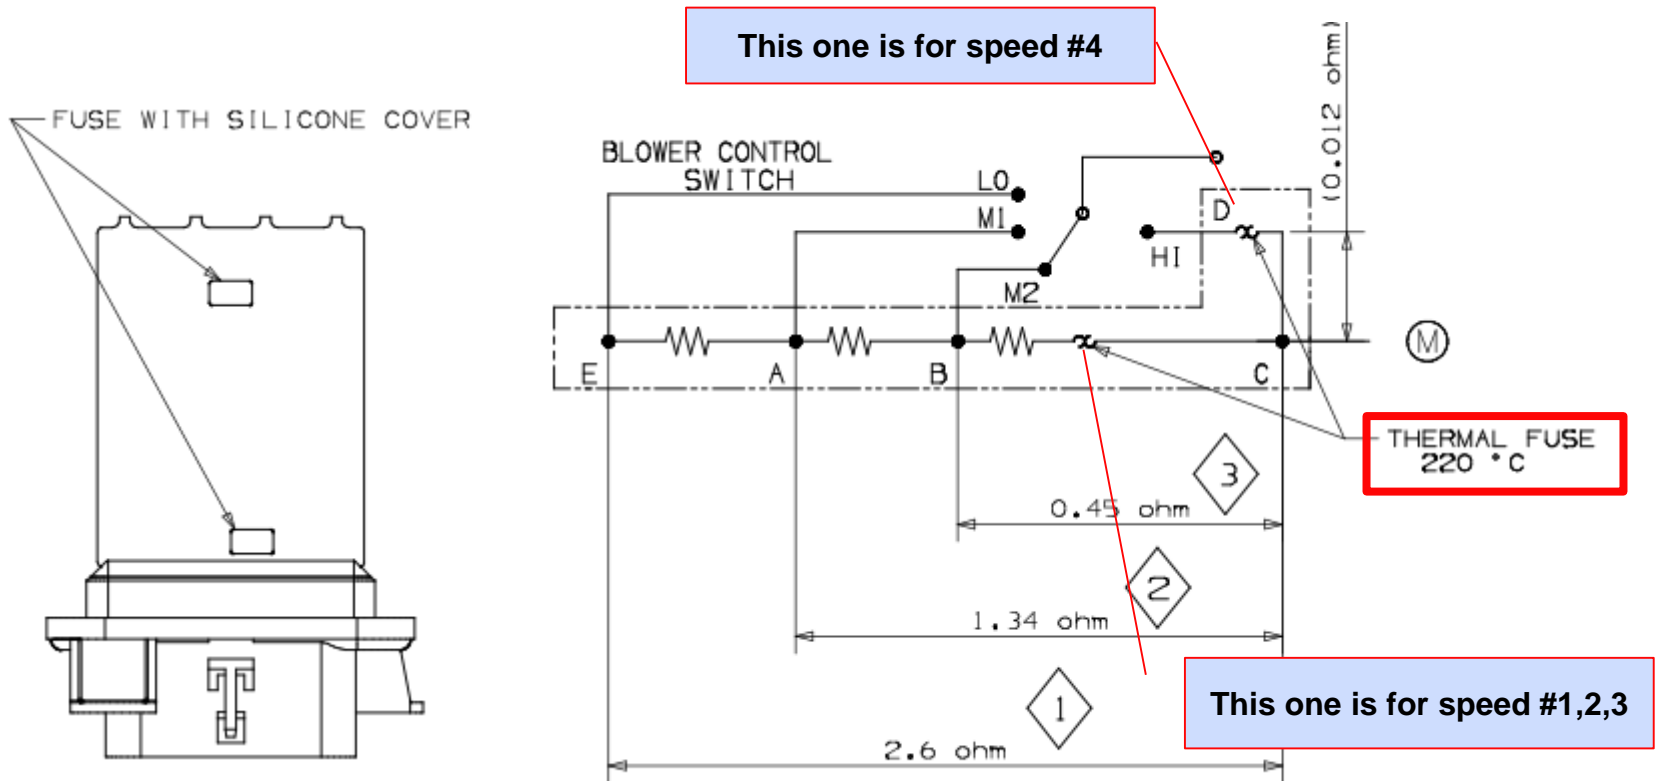 This one is for speed #4
FUSE WITH SILICONE COVER
BLOWER CONTROL
SWITCH
LO
M1
M2
HI
D
(0.012 ohm)
E
A
B
C
M
THERMAL FUSE
220 °C
3
0.45 ohm
2
1.34 ohm
This one is for speed #1,2,3
1
2.6 ohm